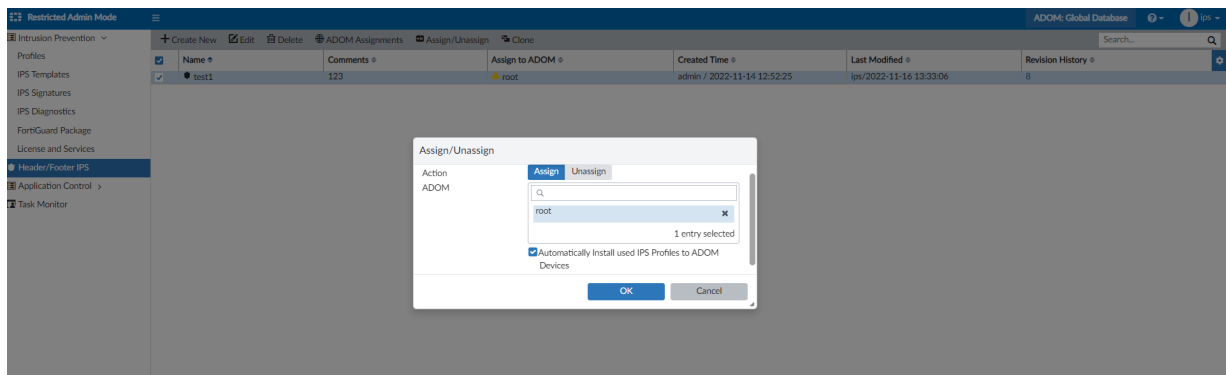 Restricted Admin Mode
ADOM: Global Database
ips
Intrusion Prevention
Profiles
IPS Templates
IPS Signatures
IPS Diagnostics
FortiGuard Package
License and Services
Header/Footer IPS
Application Control
Task Monitor
Create New Edit Delete ADOM Assignments Assign/Unassign Clone
Search...
Name Comments Assign to ADOM Created Time Last Modified Revision History
test1 123 root admin / 2022-11-14 12:52:25 ips/2022-11-16 13:33:06 8
Assign/Unassign
Action Assign Unassign
ADOM
root
1 entry selected
Automatically Install used IPS Profiles to ADOM
Devices
OK Cancel